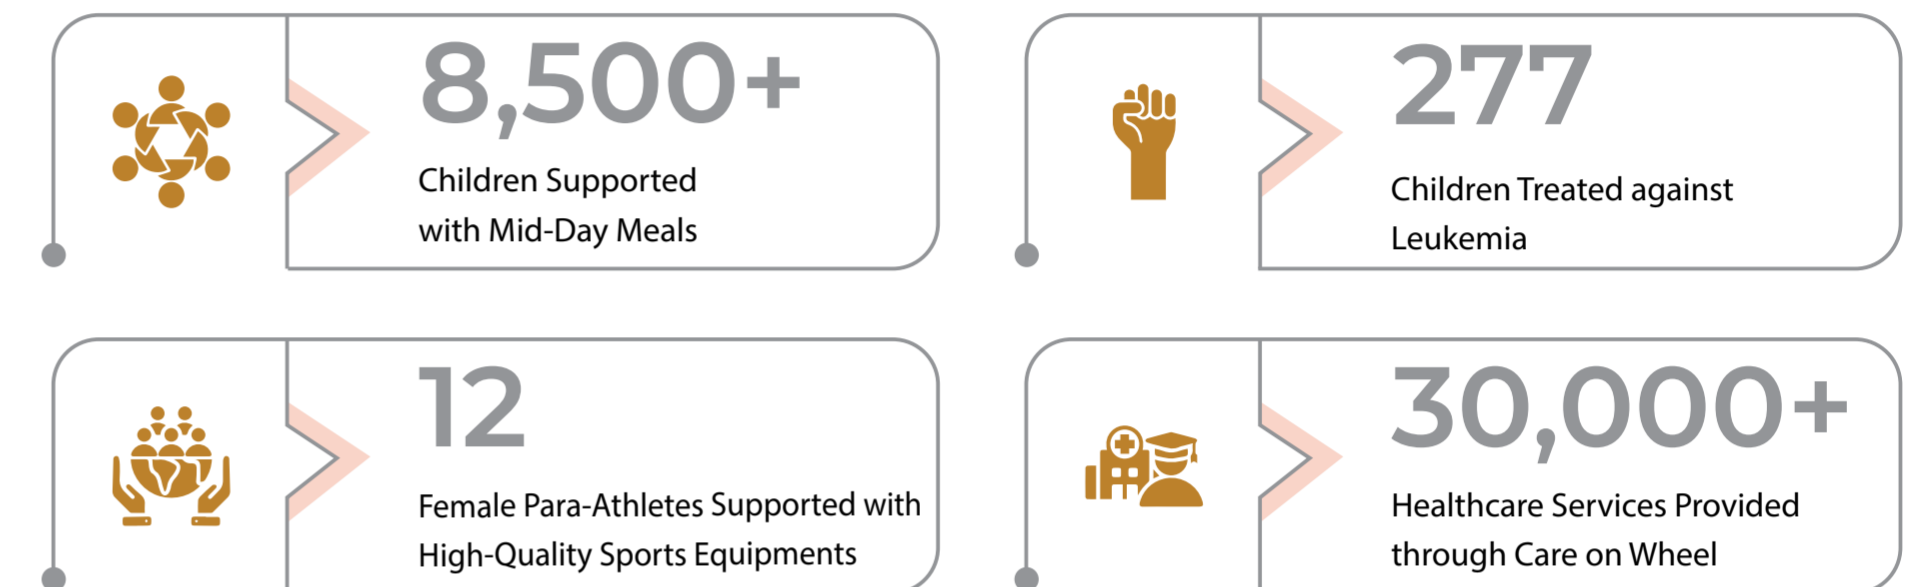 8,500+
Children Supported
with Mid-Day Meals
277
Children Treated against
Leukemia
12
Female Para-Athletes Supported with
High-Quality Sports Equipments
30,000+
Healthcare Services Provided
through Care on Wheel